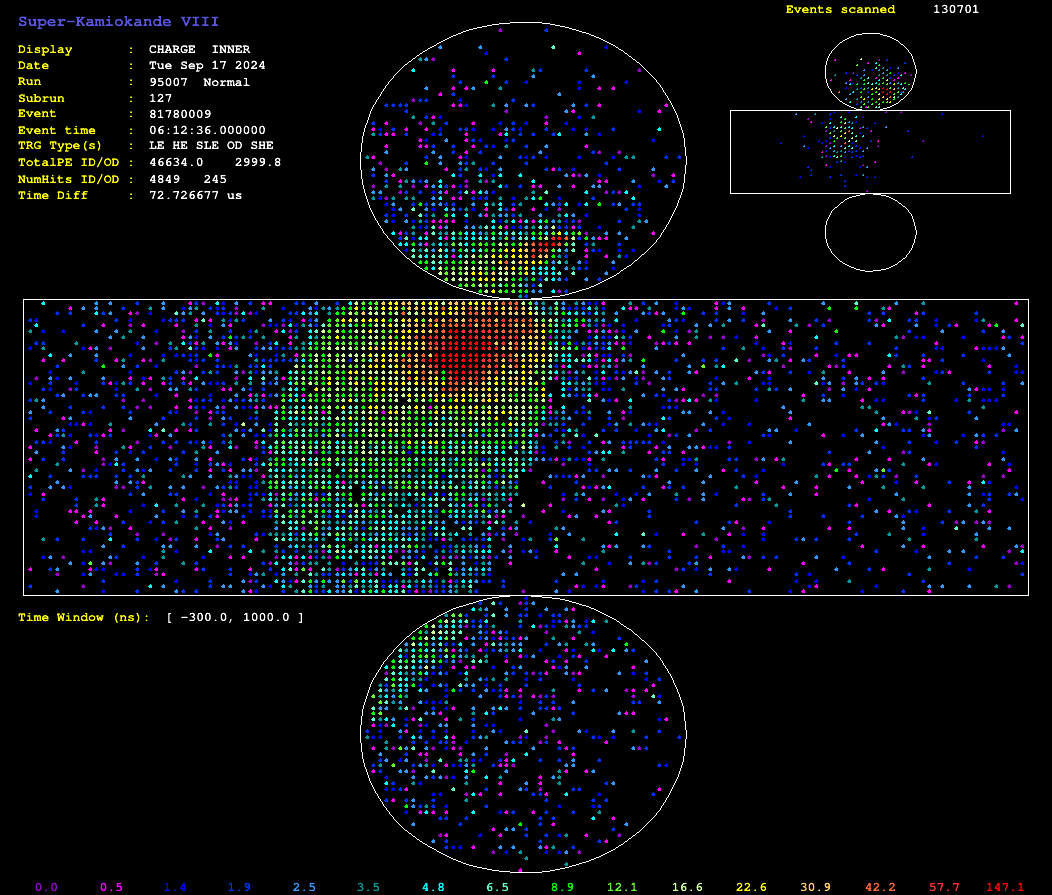 Super-Kamiokande VIII
Events scanned 130701
Display : CHARGE INNER
Date : Tue Sep 17 2024
Run : 95007 Normal
Subrun : 127
Event : 81780009
Event time : 06:12:36.000000
TRG Type(s) : LE HE SLE OD SHE
TotalPE ID/OD : 46634.0 2999.8
NumHits ID/OD : 4849 245
Time Diff : 72.726677 us
Time Window (ns): [ -300.0, 1000.0 ]
0.0 0.5 1.4 1.9 2.5 3.5 4.8 6.5 8.9 12.1 16.6 22.6 30.9 42.2 57.7 147.1